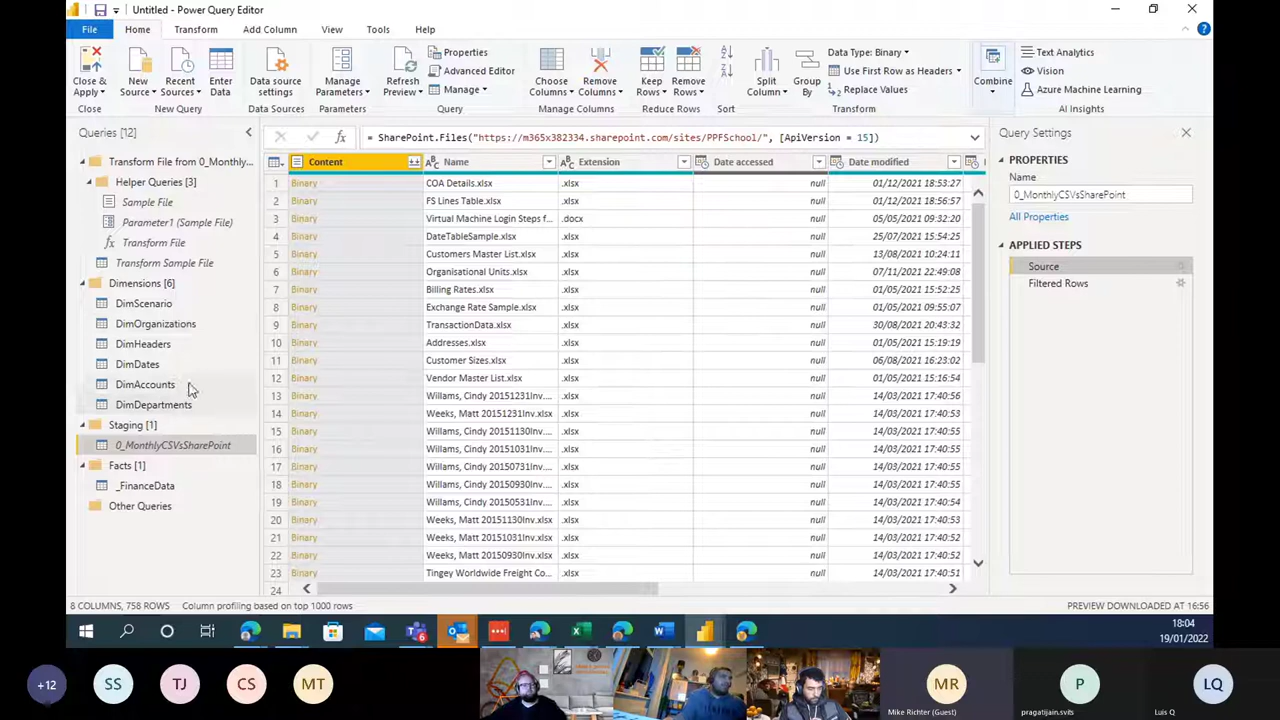 Untitled - Power Query Editor
File Home Transform Add Column View Tools Help
Close & Apply
New Source
Recent Sources
Enter Data
Data source settings
Manage Parameters
Refresh Preview
Properties
Advanced Editor
Manage
Choose Columns
Remove Columns
Keep Rows
Remove Rows
Split Column
Group By
Data Type: Binary
Use First Row as Headers
Replace Values
Combine
Text Analytics
Vision
Azure Machine Learning
Close New Query Data Sources Parameters Query Manage Columns Reduce Rows Sort Transform AI Insights
Queries [12]
Transform File from 0_Monthly...
Helper Queries [3]
Sample File
Parameter1 (Sample File)
fx Transform File
Transform Sample File
Dimensions [6]
DimScenario
DimOrganizations
DimHeaders
DimDates
DimAccounts
DimDepartments
Staging [1]
0_MonthlyCSVsSharePoint
Facts [1]
_FinanceData
Other Queries
fx = SharePoint.Files("https://m365x382334.sharepoint.com/sites/PPFSchool/", [ApiVersion = 15])
Content Name Extension Date accessed Date modified
1 Binary COA Details.xlsx .xlsx null 01/12/2021 18:53:27
2 Binary FS Lines Table.xlsx .xlsx null 01/12/2021 18:56:57
3 Binary Virtual Machine Login Steps f... .docx null 05/05/2021 09:32:20
4 Binary DateTableSample.xlsx .xlsx null 25/07/2021 15:54:25
5 Binary Customers Master List.xlsx .xlsx null 13/08/2021 10:24:11
6 Binary Organisational Units.xlsx .xlsx null 07/11/2021 22:49:08
7 Binary Billing Rates.xlsx .xlsx null 01/05/2021 15:52:25
8 Binary Exchange Rate Sample.xlsx .xlsx null 01/05/2021 09:55:07
9 Binary TransactionData.xlsx .xlsx null 30/08/2021 20:43:32
10 Binary Addresses.xlsx .xlsx null 01/05/2021 15:19:19
11 Binary Customer Sizes.xlsx .xlsx null 06/08/2021 16:23:02
12 Binary Vendor Master List.xlsx .xlsx null 01/05/2021 15:16:54
13 Binary Willams, Cindy 20151231Inv.... .xlsx null 14/03/2021 17:40:56
14 Binary Weeks, Matt 20151231Inv.xlsx .xlsx null 14/03/2021 17:40:53
15 Binary Willams, Cindy 20151130Inv.... .xlsx null 14/03/2021 17:40:55
16 Binary Willams, Cindy 20151031Inv.... .xlsx null 14/03/2021 17:40:55
17 Binary Willams, Cindy 20150731Inv.... .xlsx null 14/03/2021 17:40:55
18 Binary Willams, Cindy 20150930Inv.... .xlsx null 14/03/2021 17:40:55
19 Binary Willams, Cindy 20150531Inv.... .xlsx null 14/03/2021 17:40:54
20 Binary Weeks, Matt 20151130Inv.xlsx .xlsx null 14/03/2021 17:40:53
21 Binary Weeks, Matt 20151031Inv.xlsx .xlsx null 14/03/2021 17:40:52
22 Binary Weeks, Matt 20150930Inv.xlsx .xlsx null 14/03/2021 17:40:52
23 Binary Tingey Worldwide Freight Co... .xlsx null 14/03/2021 17:40:51
24
Query Settings
PROPERTIES
Name
0_MonthlyCSVsSharePoint
All Properties
APPLIED STEPS
Source
Filtered Rows
8 COLUMNS, 758 ROWS Column profiling based on top 1000 rows PREVIEW DOWNLOADED AT 16:56
18:04
19/01/2022
+12 SS TJ CS MT MR P LQ
Mike Richter (Guest) pragatijain.svits Luis Q